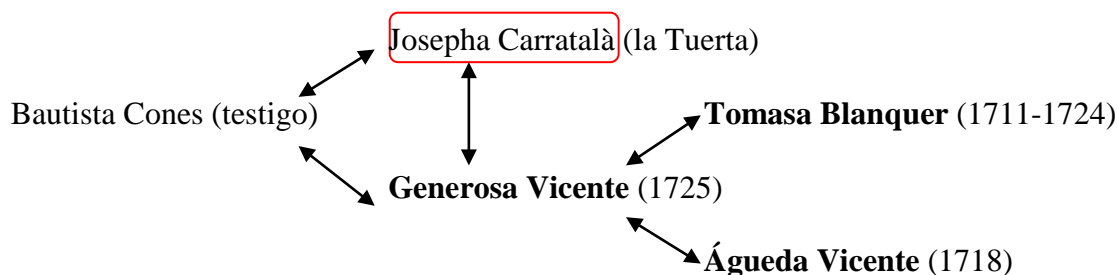 Josepha Carratalà (la Tuerta)
Bautista Cones (testigo)
Tomasa Blanquer (1711-1724)
Generosa Vicente (1725)
Águeda Vicente (1718)